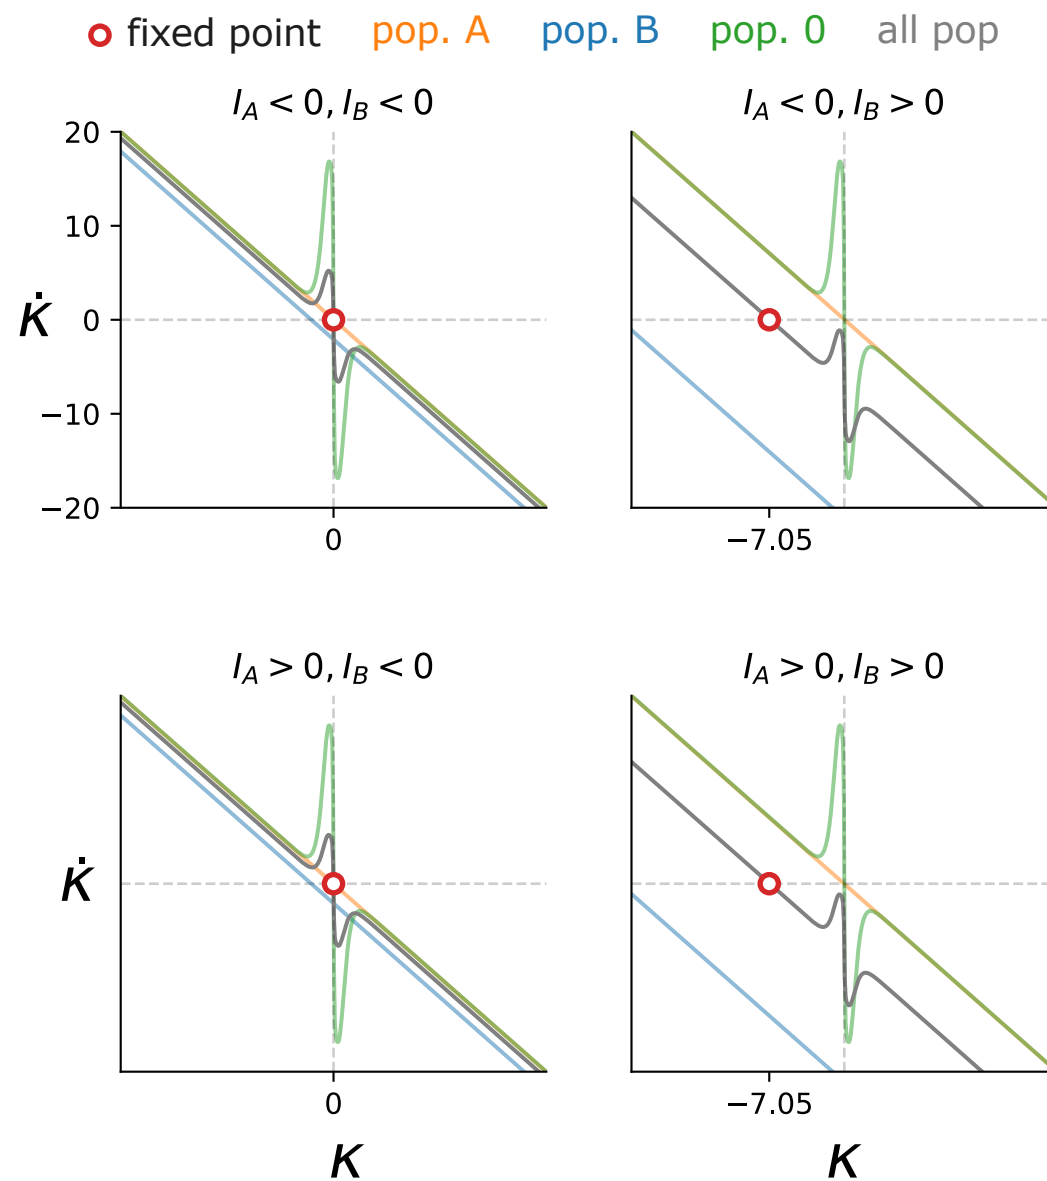 fixed point pop. A pop. B pop. 0 all pop
I_A < 0, I_B < 0
I_A < 0, I_B > 0
20
10
0
−10
−20
κ̇
0
−7.05
I_A > 0, I_B < 0
I_A > 0, I_B > 0
κ̇
0
−7.05
κ
κ